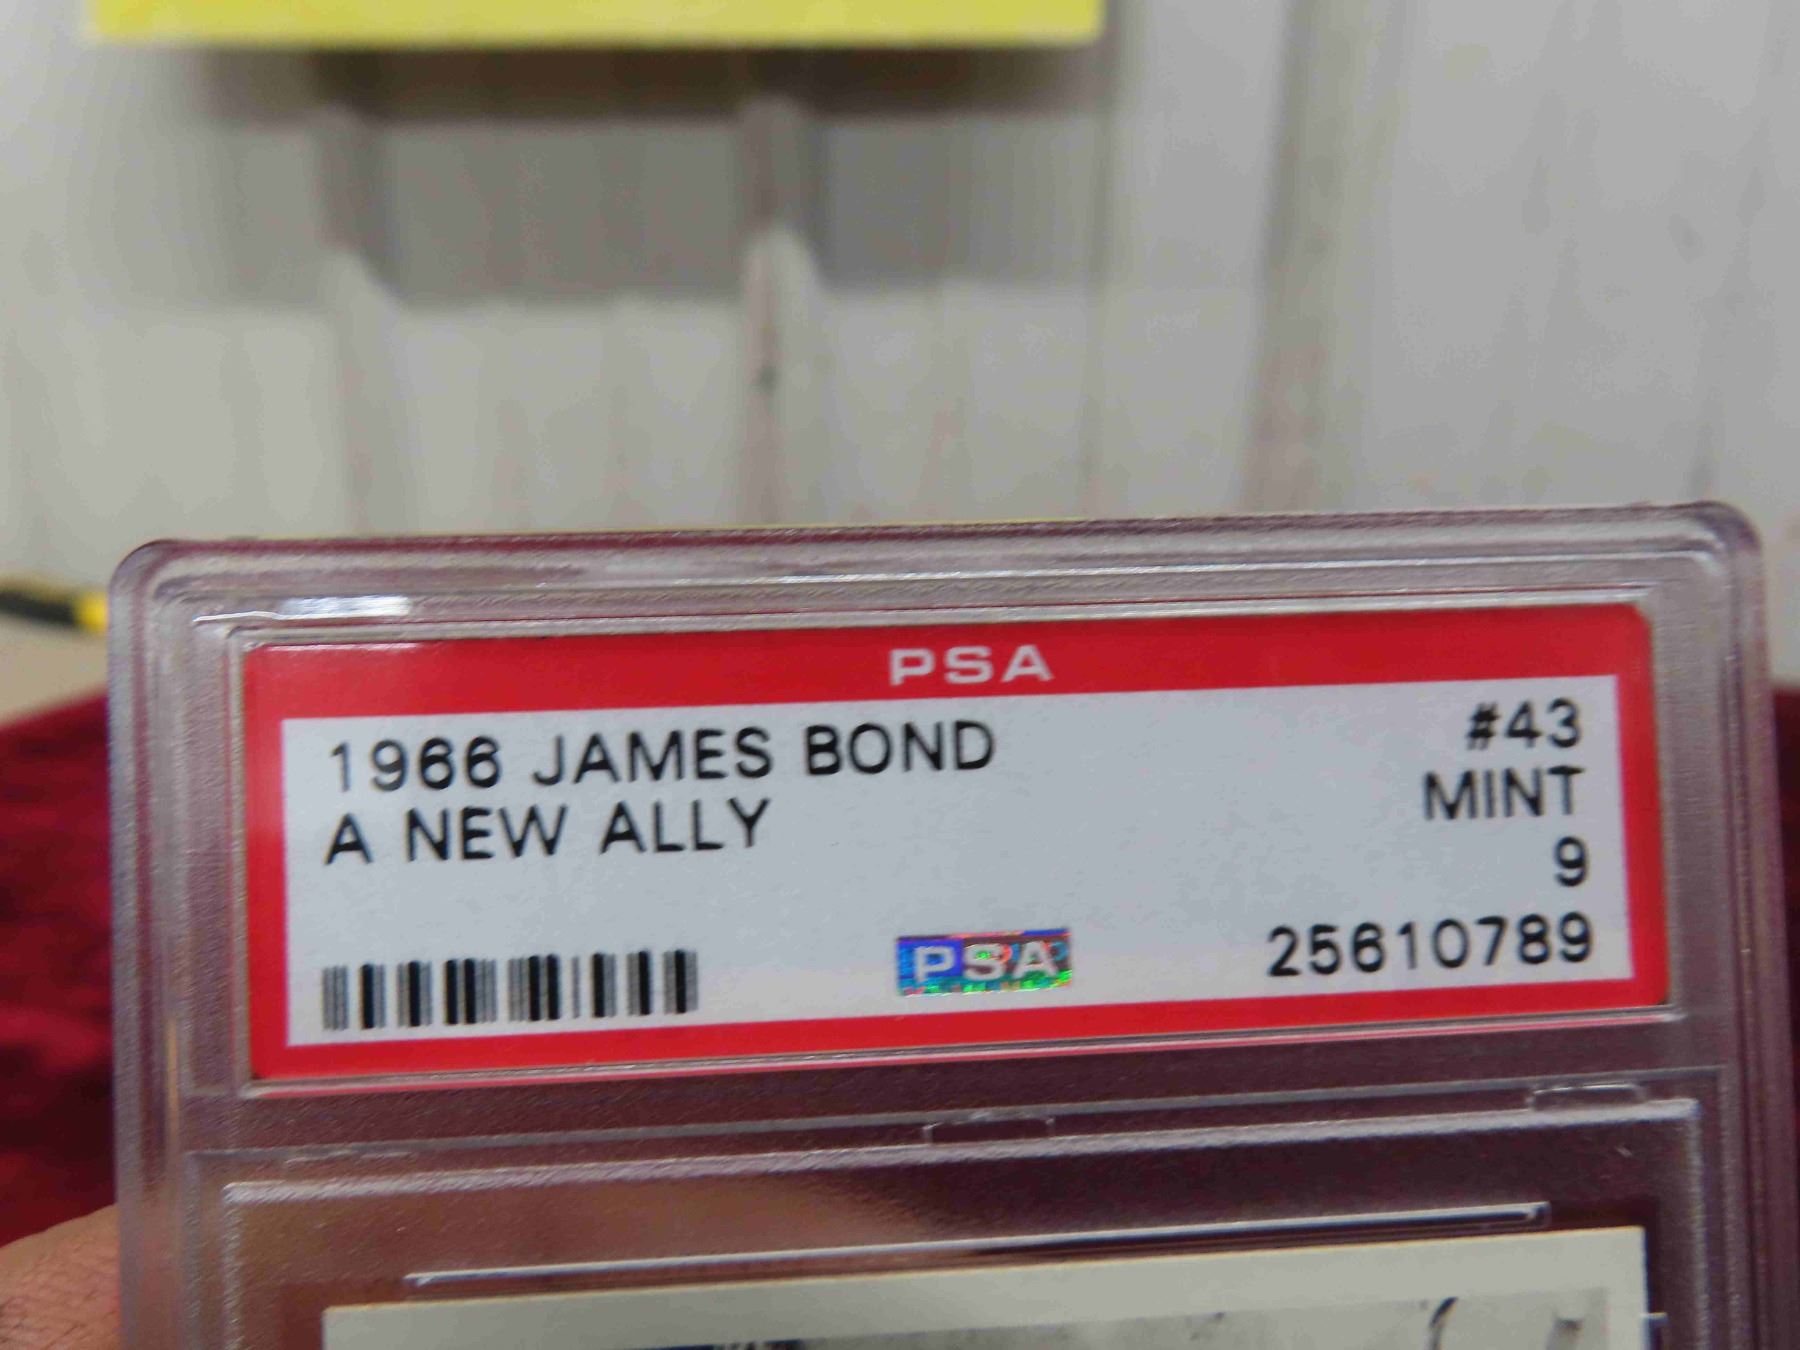 PSA
1966 JAMES BOND
#43
A NEW ALLY
MINT
9
PSA
25610789